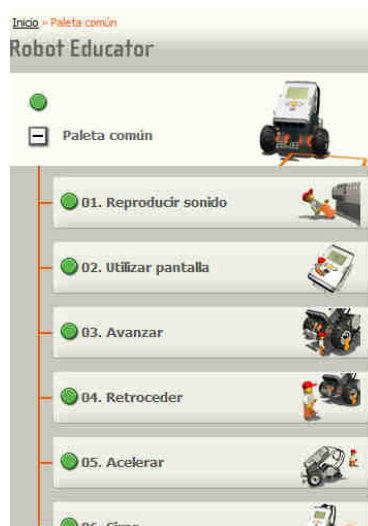 Inicio » Paleta común
Robot Educator
Paleta común
01. Reproducir sonido
02. Utilizar pantalla
03. Avanzar
04. Retroceder
05. Acelerar